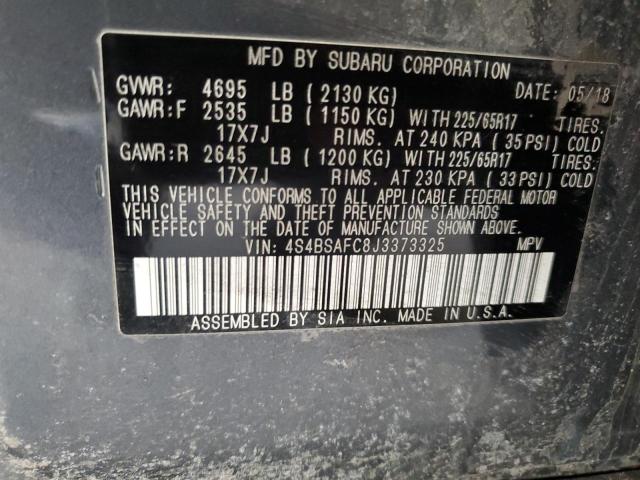 MFD BY SUBARU CORPORATION
GVWR: 4695 LB ( 2130 KG) DATE: 05/18
GAWR:F 2535 LB ( 1150 KG) WITH 225/65R17 TIRES.
17X7J RIMS. AT 240 KPA ( 35 PSI) COLD
GAWR:R 2645 LB ( 1200 KG) WITH 225/65R17 TIRES.
17X7J RIMS. AT 230 KPA ( 33 PSI) COLD
THIS VEHICLE CONFORMS TO ALL APPLICABLE FEDERAL MOTOR
VEHICLE SAFETY AND THEFT PREVENTION STANDARDS
IN EFFECT ON THE DATE OF MANUFACTURE SHOWN ABOVE.
VIN: 4S4BSAFC8J3373325 MPV
ASSEMBLED BY SIA INC. MADE IN U.S.A.